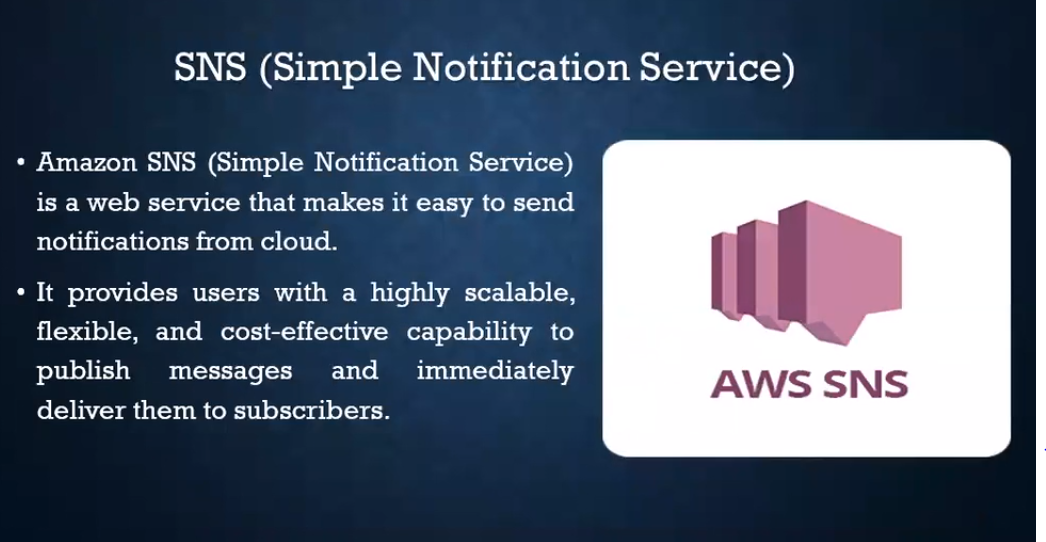 SNS (Simple Notification Service)
• Amazon SNS (Simple Notification Service)
is a web service that makes it easy to send
notifications from cloud.
• It provides users with a highly scalable,
flexible, and cost-effective capability to
publish messages and immediately
deliver them to subscribers.
AWS SNS